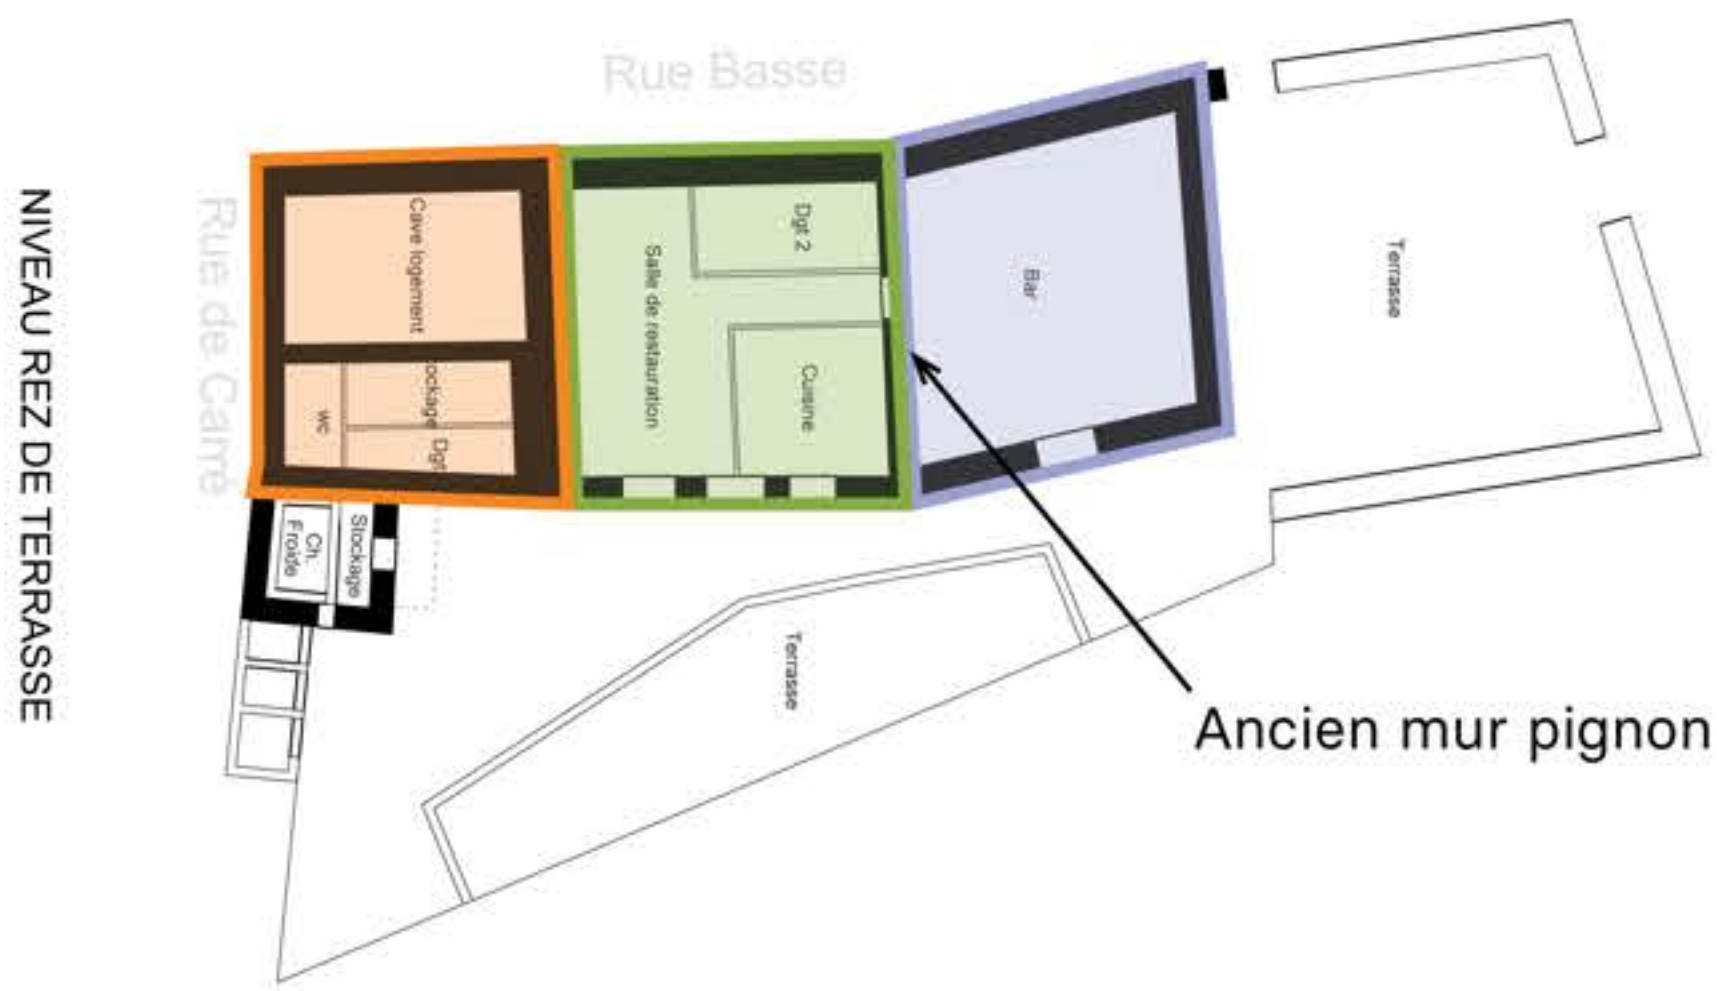 NIVEAU REZ DE TERRASSE
Rue Basse
Rue de Carré
Cave logement
ockage
Dgt
wc
Salle de restauration
Dgt 2
Cuisine
Bar
Terrasse
Stockage
Ch.
Froide
Terrasse
Ancien mur pignon